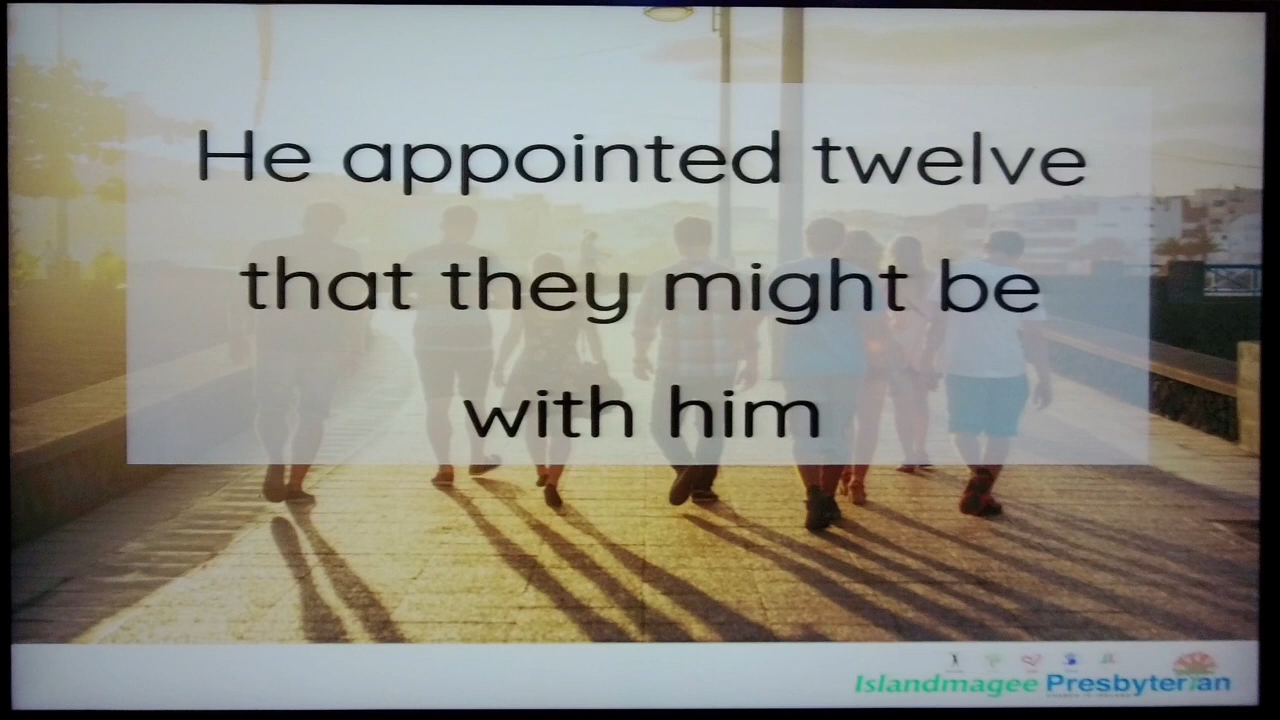 He appointed twelve
that they might be
with him
Islandmagee Presbyterian